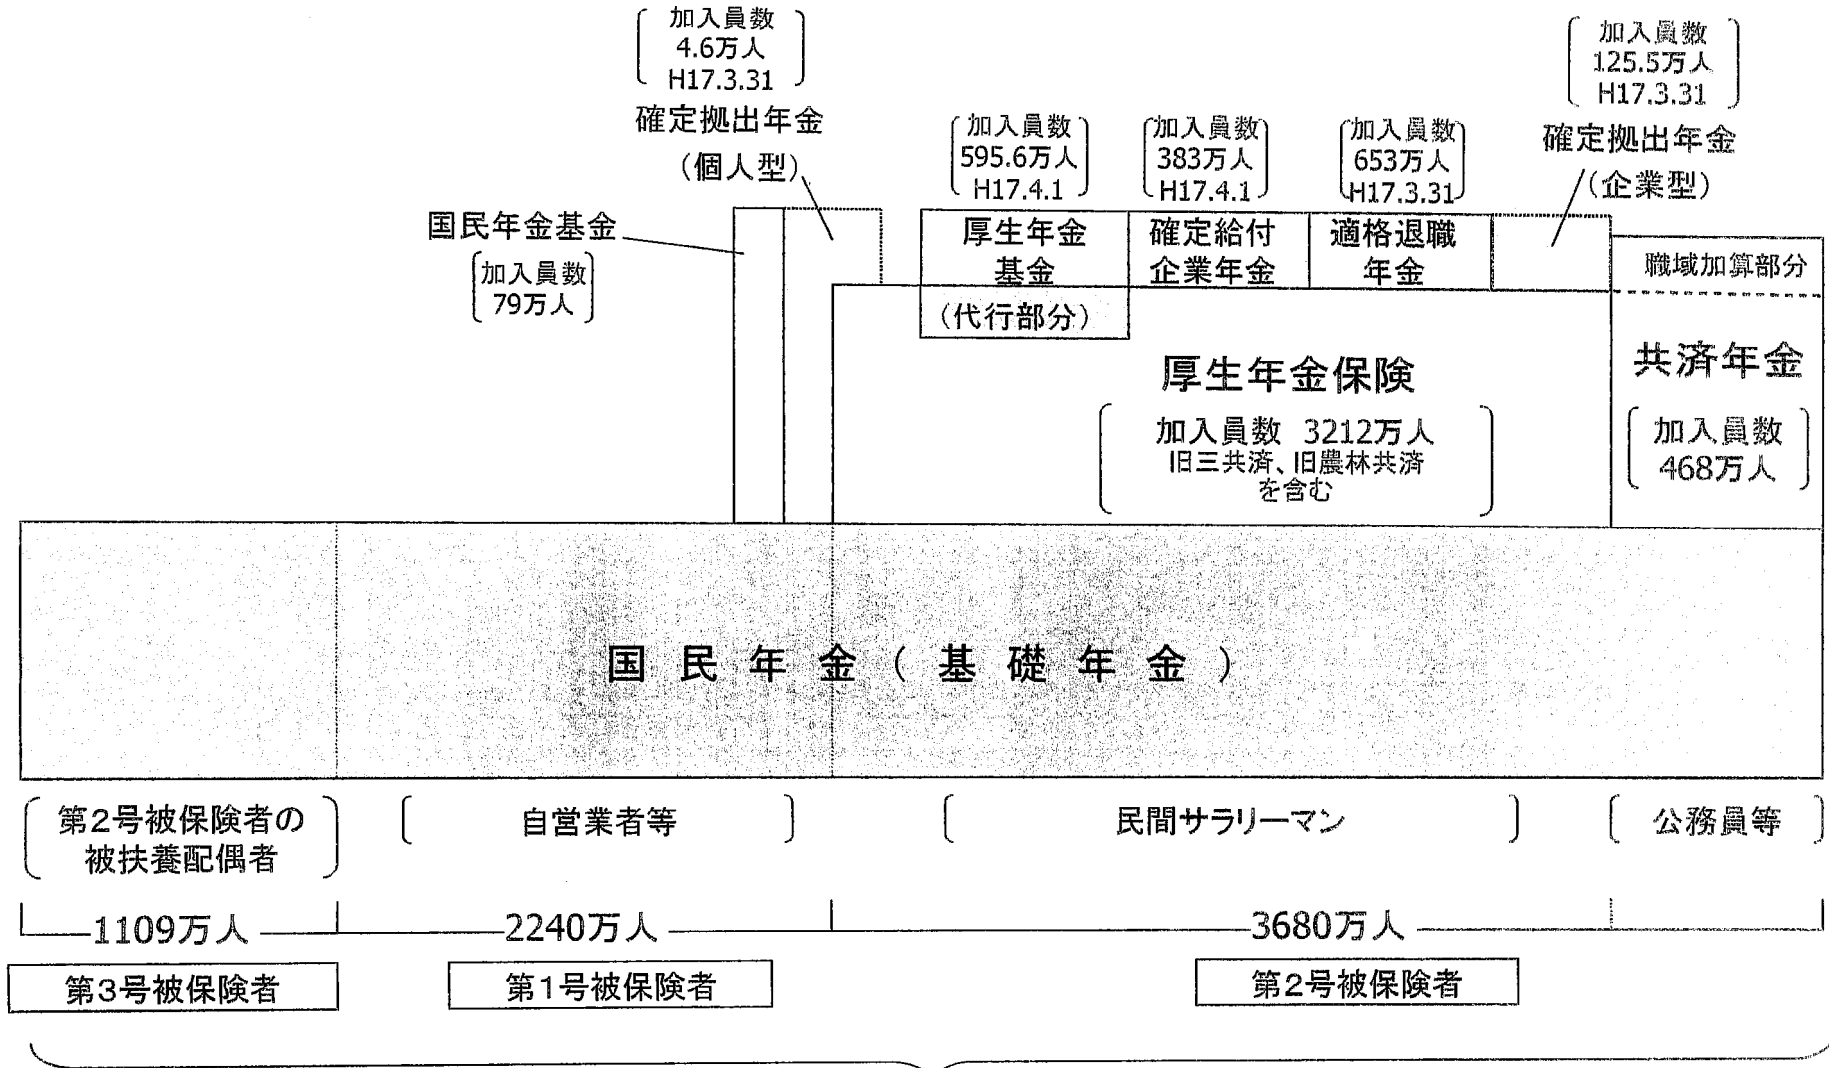 加入員数
4.6万人
H17.3.31
確定拠出年金
（個人型）
加入員数
125.5万人
H17.3.31
確定拠出年金
（企業型）
加入員数
595.6万人
H17.4.1
加入員数
383万人
H17.4.1
加入員数
653万人
H17.3.31
国民年金基金
加入員数
79万人
厚生年金
基金
（代行部分）
確定給付
企業年金
適格退職
年金
職域加算部分
厚生年金保険
加入員数 3212万人
旧三共済、旧農林共済
を含む
共済年金
加入員数
468万人
国民年金（基礎年金）
第２号被保険者の
被扶養配偶者
自営業者等
民間サラリーマン
公務員等
1109万人
2240万人
3680万人
第３号被保険者
第１号被保険者
第２号被保険者